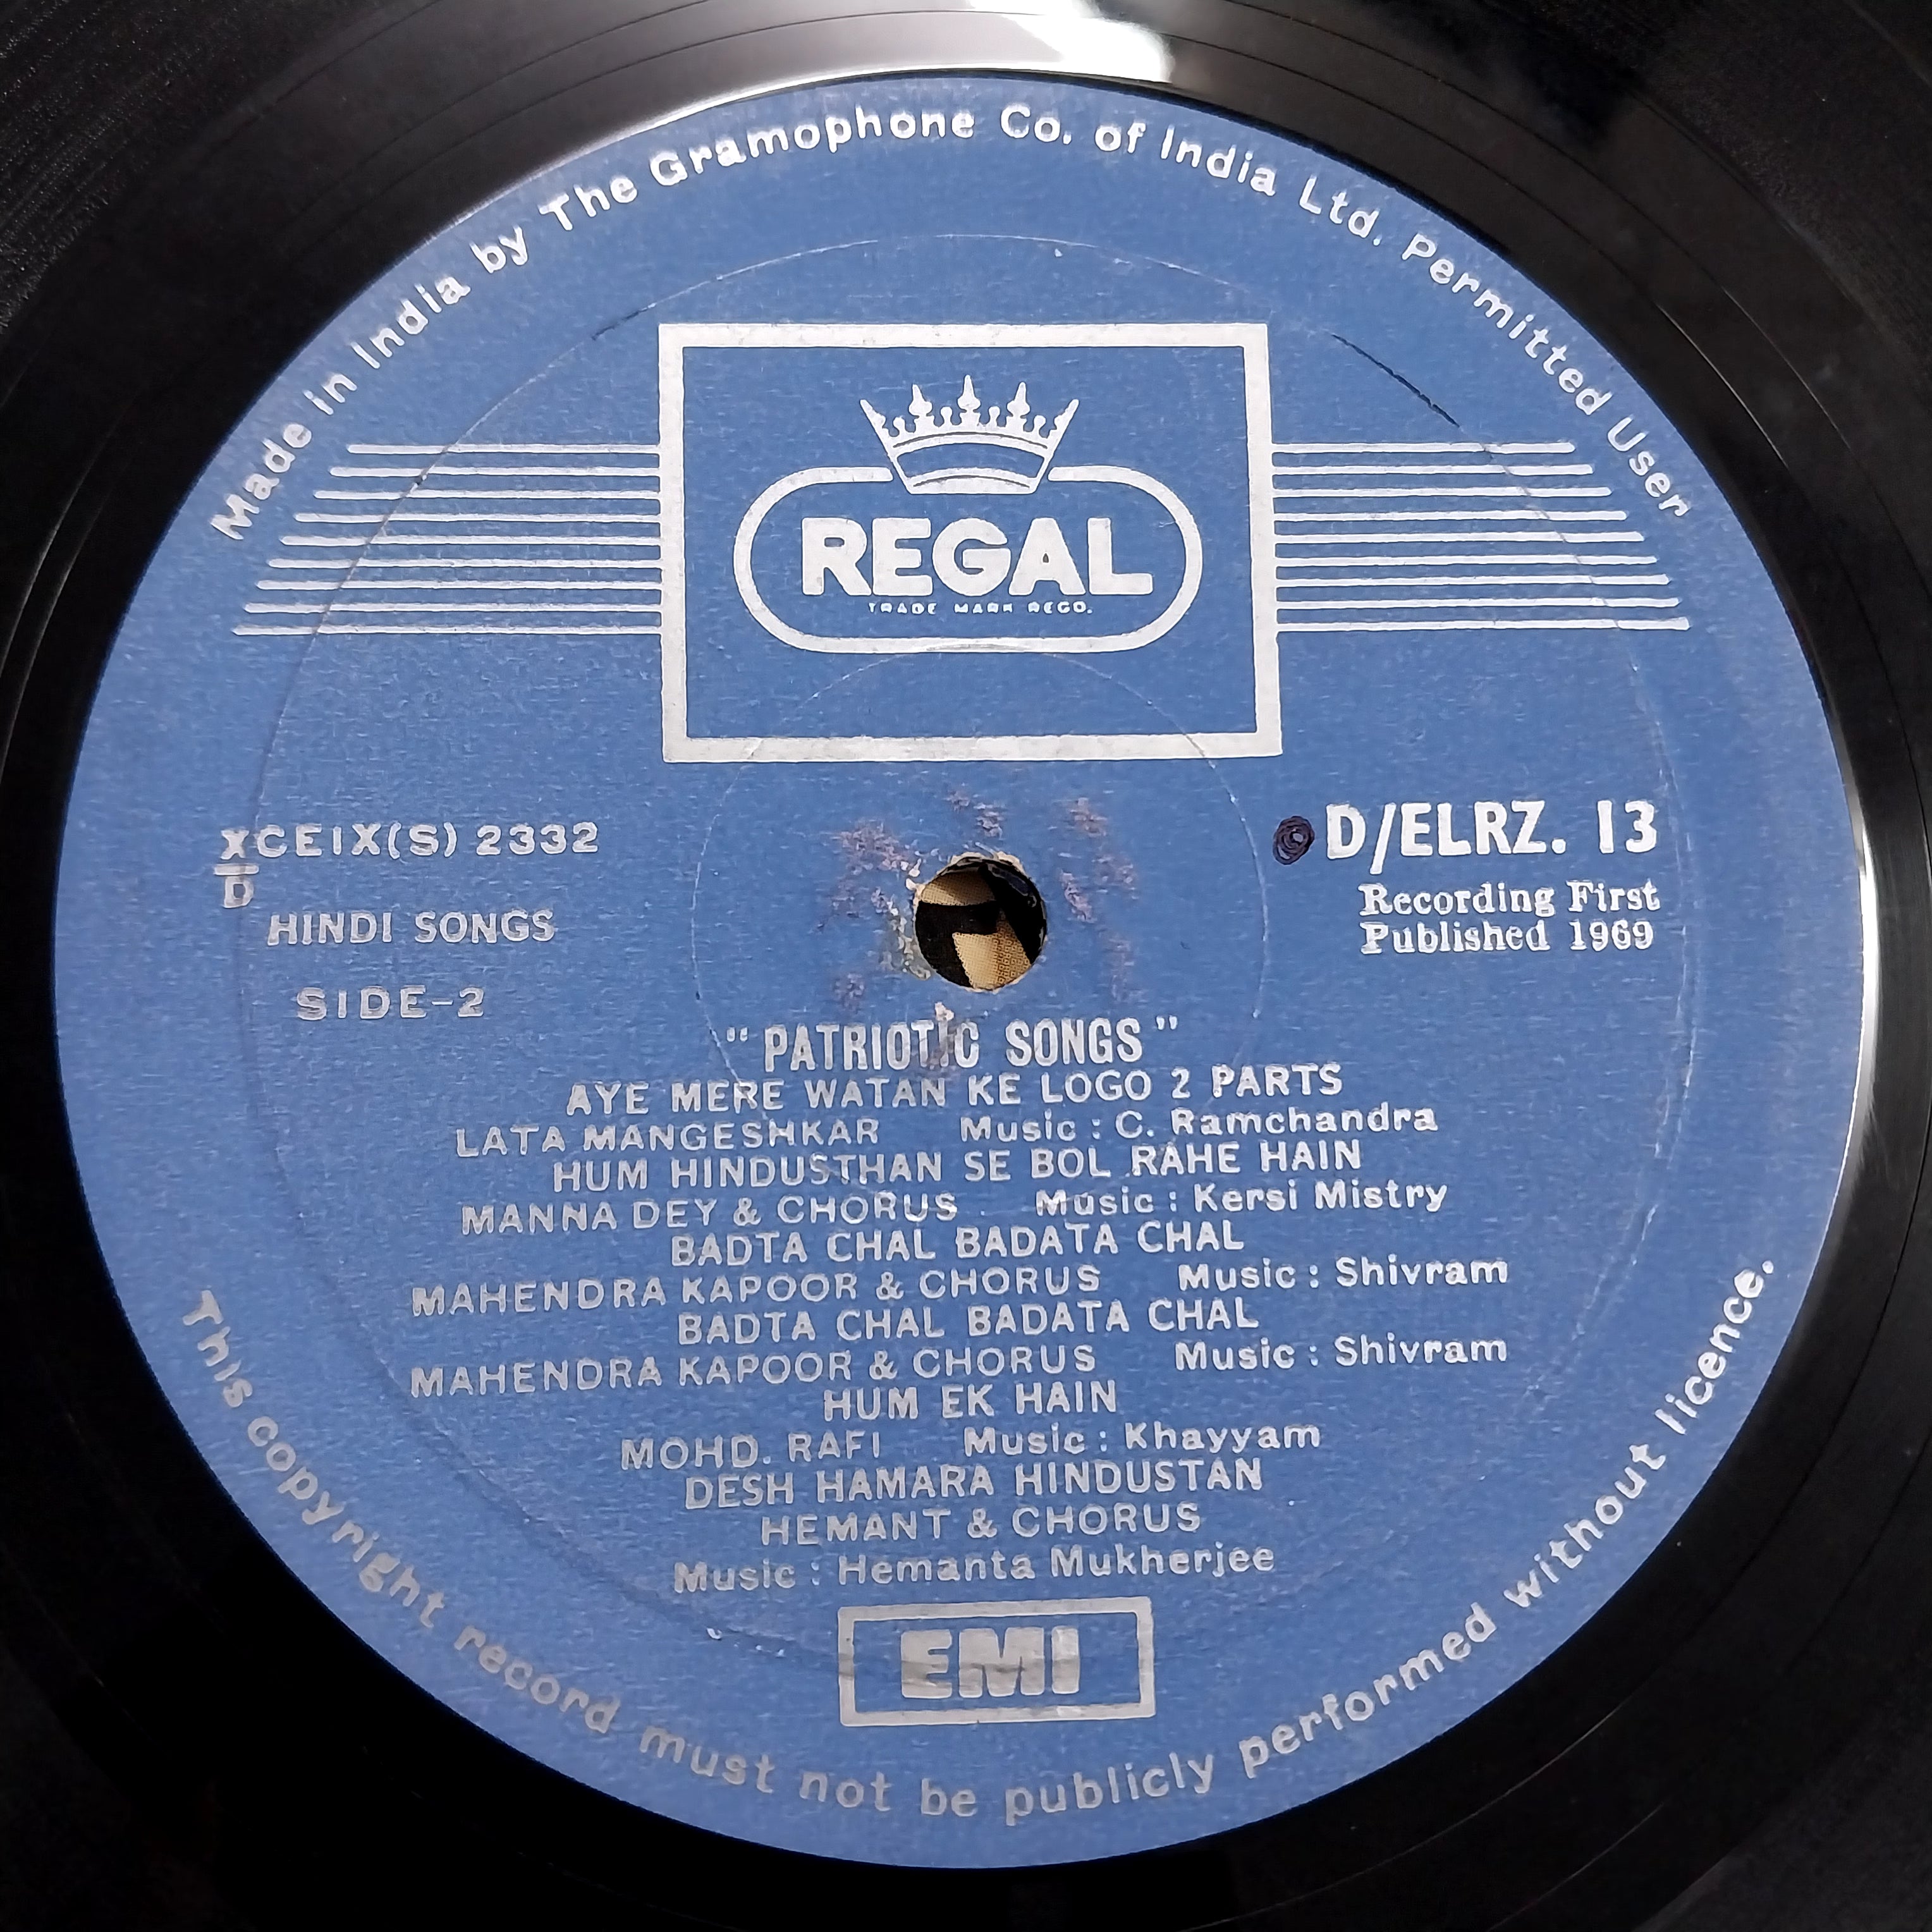 Made in India by The Gramophone Co. of India Ltd. Permitted User
REGAL
TRADE MARK REGD.
XCEIX(S) 2332
D
HINDI SONGS
SIDE-2
D/ELRZ. 13
Recording First
Published 1969
"PATRIOTIC SONGS"
AYE MERE WATAN KE LOGO 2 PARTS
LATA MANGESHKAR Music : C. Ramchandra
HUM HINDUSTHAN SE BOL RAHE HAIN
MANNA DEY & CHORUS Music : Kersi Mistry
BADTA CHAL BADATA CHAL
MAHENDRA KAPOOR & CHORUS Music : Shivram
BADTA CHAL BADATA CHAL
MAHENDRA KAPOOR & CHORUS Music : Shivram
HUM EK HAIN
MOHD. RAFI Music : Khayyam
DESH HAMARA HINDUSTAN
HEMANT & CHORUS
Music : Hemanta Mukherjee
EMI
This copyright record must not be publicly performed without licence.